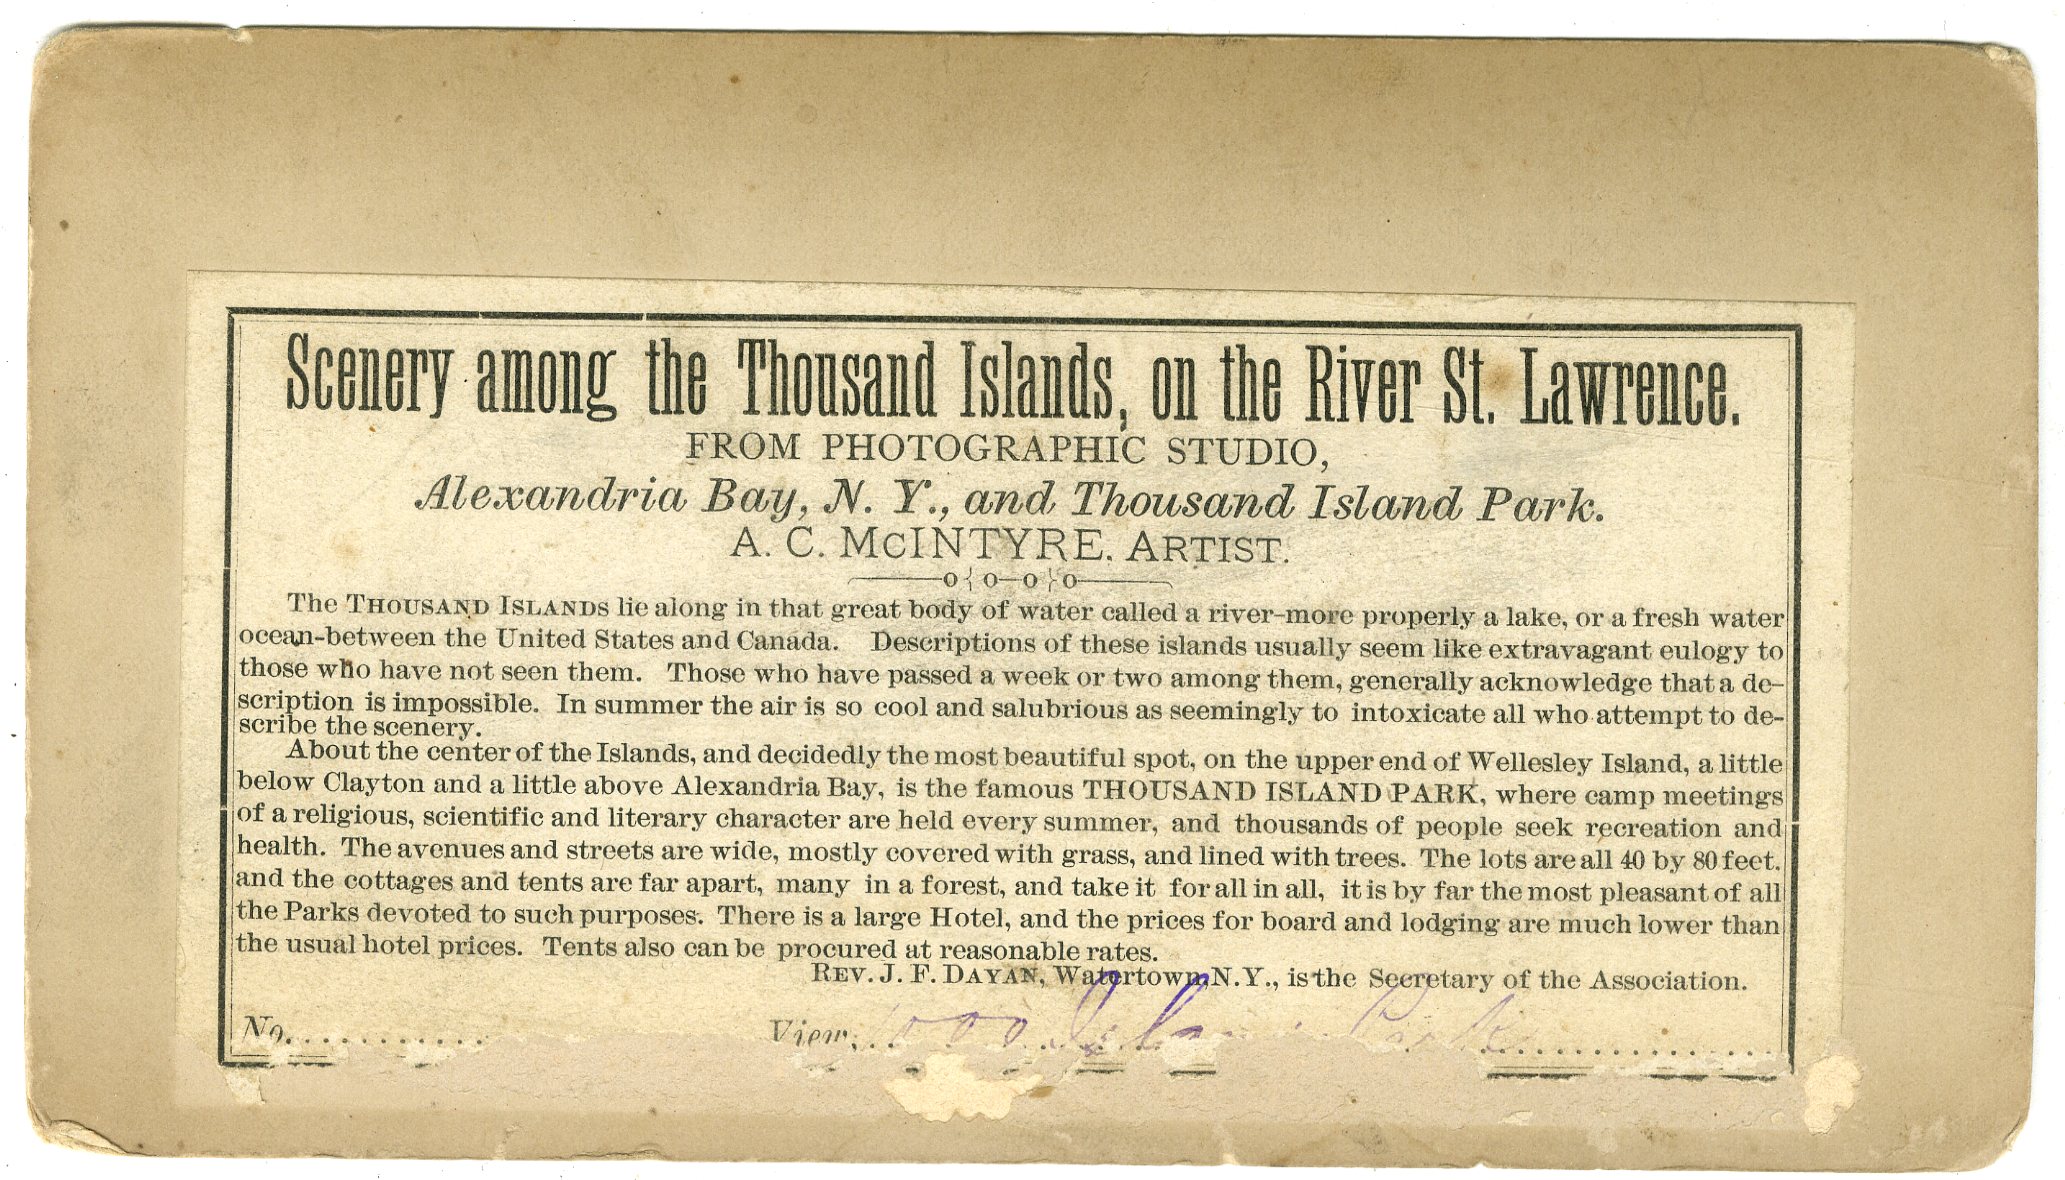 Scenery among the Thousand Islands, on the River St. Lawrence.
FROM PHOTOGRAPHIC STUDIO,
Alexandria Bay, N. Y., and Thousand Island Park.
A. C. McINTYRE. ARTIST.
The THOUSAND ISLANDS lie along in that great body of water called a river-more properly a lake, or a fresh water
ocean-between the United States and Canada. Descriptions of these islands usually seem like extravagant eulogy to
those who have not seen them. Those who have passed a week or two among them, generally acknowledge that a de-
scription is impossible. In summer the air is so cool and salubrious as seemingly to intoxicate all who attempt to de-
scribe the scenery.
About the center of the Islands, and decidedly the most beautiful spot, on the upper end of Wellesley Island, a little
below Clayton and a little above Alexandria Bay, is the famous THOUSAND ISLAND PARK, where camp meetings
of a religious, scientific and literary character are held every summer, and thousands of people seek recreation and
health. The avenues and streets are wide, mostly covered with grass, and lined with trees. The lots are all 40 by 80 feet.
and the cottages and tents are far apart, many in a forest, and take it for all in all, it is by far the most pleasant of all
the Parks devoted to such purposes. There is a large Hotel, and the prices for board and lodging are much lower than
the usual hotel prices. Tents also can be procured at reasonable rates.
REV. J. F. DAYAN, Watertown, N.Y., is the Secretary of the Association.
No. View, 1000